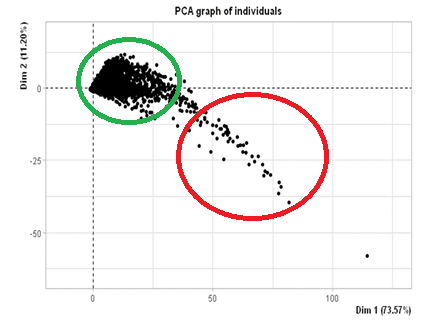 PCA graph of individuals
Dim 2 (11.20%)
0
-25
-50
0
50
100
Dim 1 (73.57%)